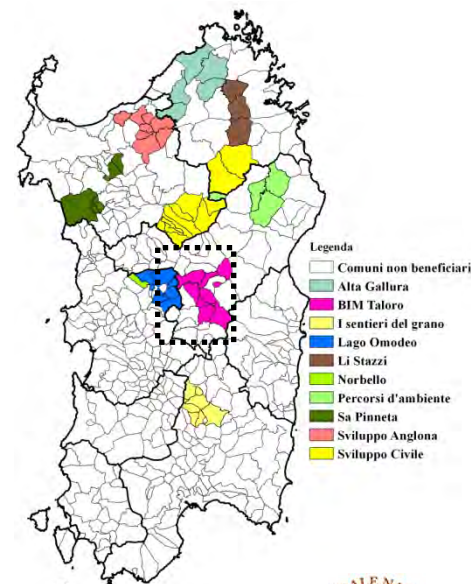 Legenda
Comuni non beneficiari
Alta Gallura
BIM Taloro
I sentieri del grano
Lago Omodeo
Li Stazzi
Norbello
Percorsi d'ambiente
Sa Pinneta
Sviluppo Anglona
Sviluppo Civile